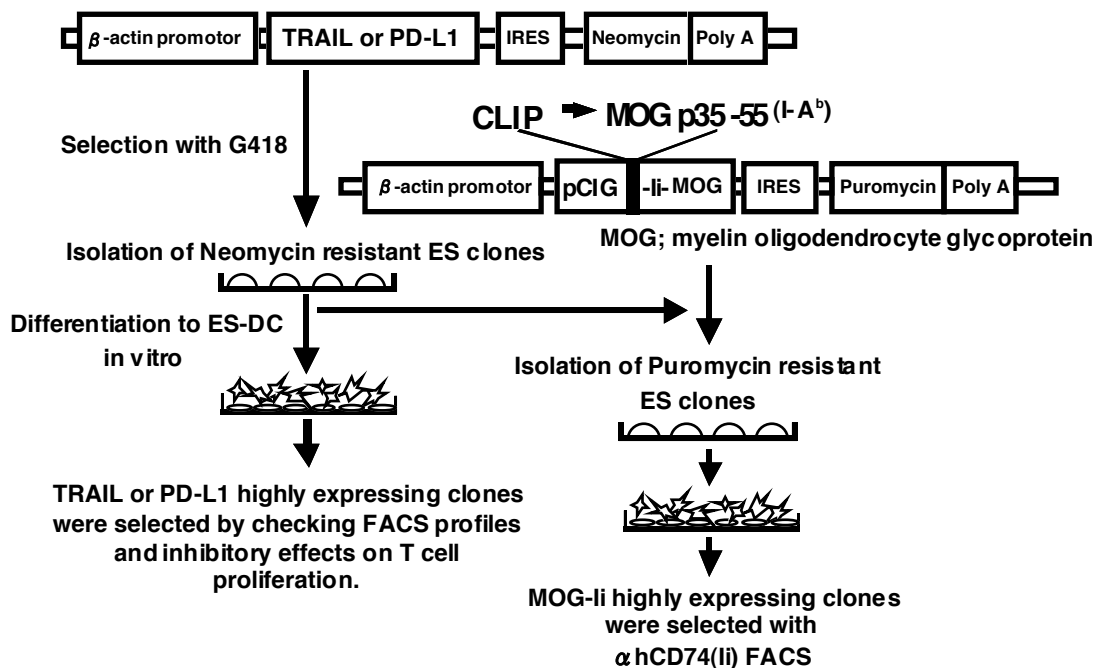 β-actin promotor TRAIL or PD-L1 IRES Neomycin Poly A
CLIP MOG p35-55 (I-Aᵇ)
Selection with G418
β-actin promotor pCIG -Ii-MOG IRES Puromycin Poly A
MOG; myelin oligodendrocyte glycoprotein
Isolation of Neomycin resistant ES clones
Differentiation to ES-DC
in vitro
Isolation of Puromycin resistant
ES clones
TRAIL or PD-L1 highly expressing clones
were selected by checking FACS profiles
and inhibitory effects on T cell
proliferation.
MOG-Ii highly expressing clones
were selected with
αhCD74(Ii) FACS